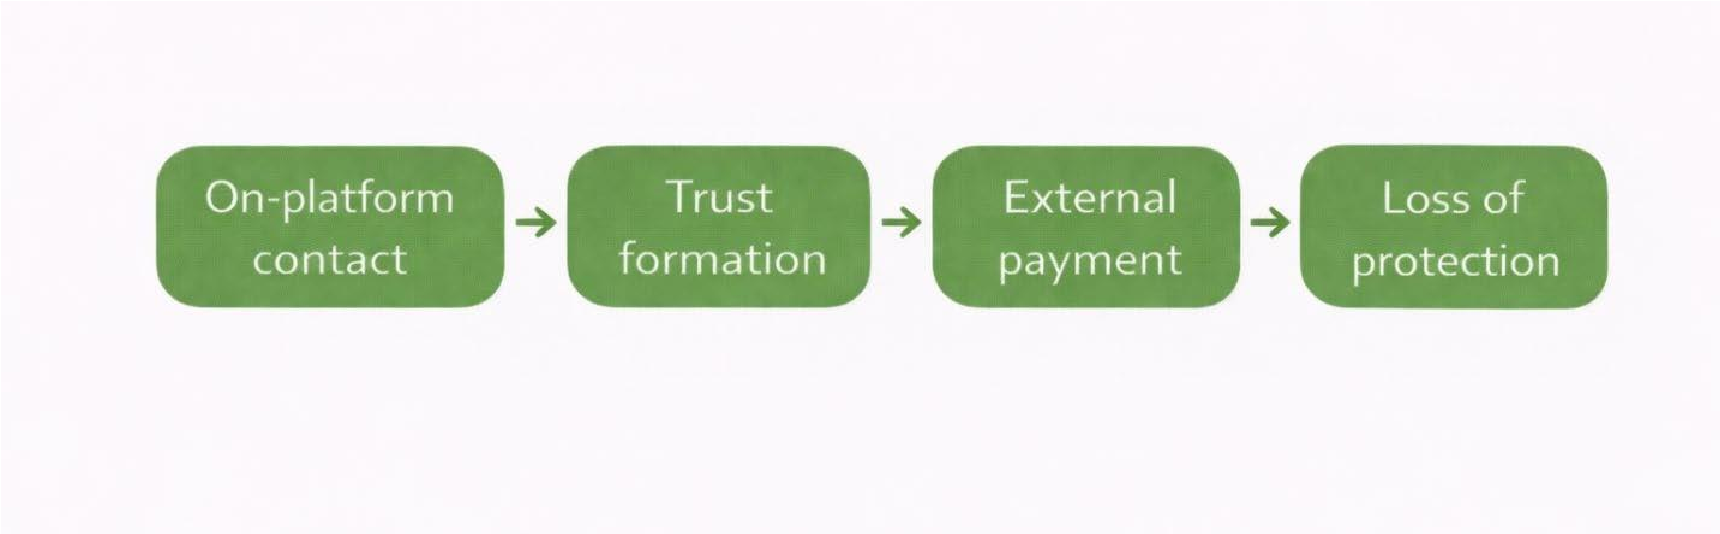 On-platform
contact
Trust
formation
External
payment
Loss of
protection